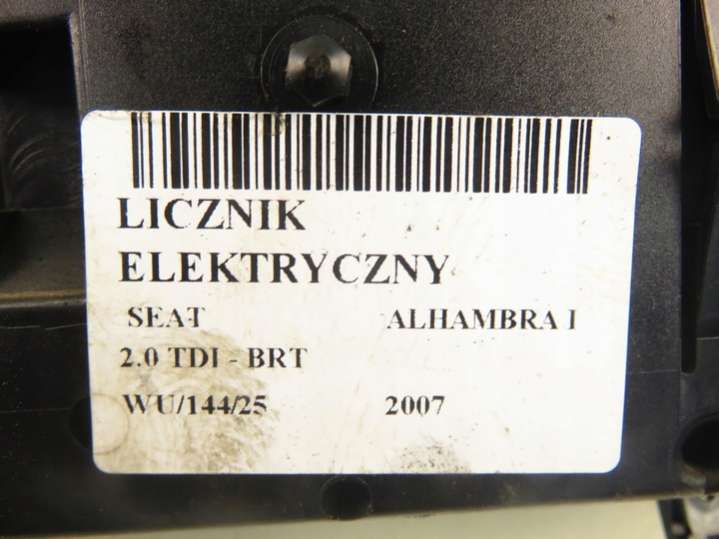 LICZNIK
ELEKTRYCZNY
SEAT ALHAMBRA I
2.0 TDI - BRT
WU/144/25 2007